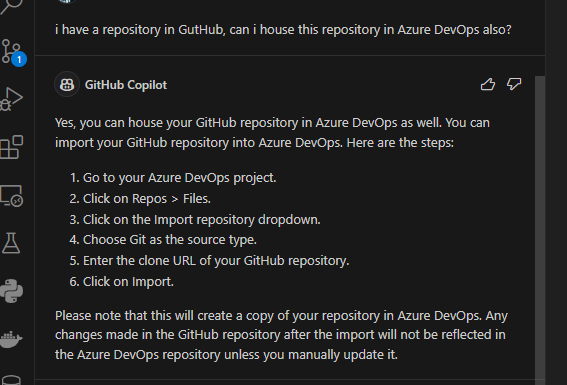 i have a repository in GutHub, can i house this repository in Azure DevOps also?
GitHub Copilot
1
Yes, you can house your GitHub repository in Azure DevOps as well. You can
import your GitHub repository into Azure DevOps. Here are the steps:
1. Go to your Azure DevOps project.
2. Click on Repos > Files.
3. Click on the Import repository dropdown.
4. Choose Git as the source type.
5. Enter the clone URL of your GitHub repository.
6. Click on Import.
Please note that this will create a copy of your repository in Azure DevOps. Any
changes made in the GitHub repository after the import will not be reflected in
the Azure DevOps repository unless you manually update it.